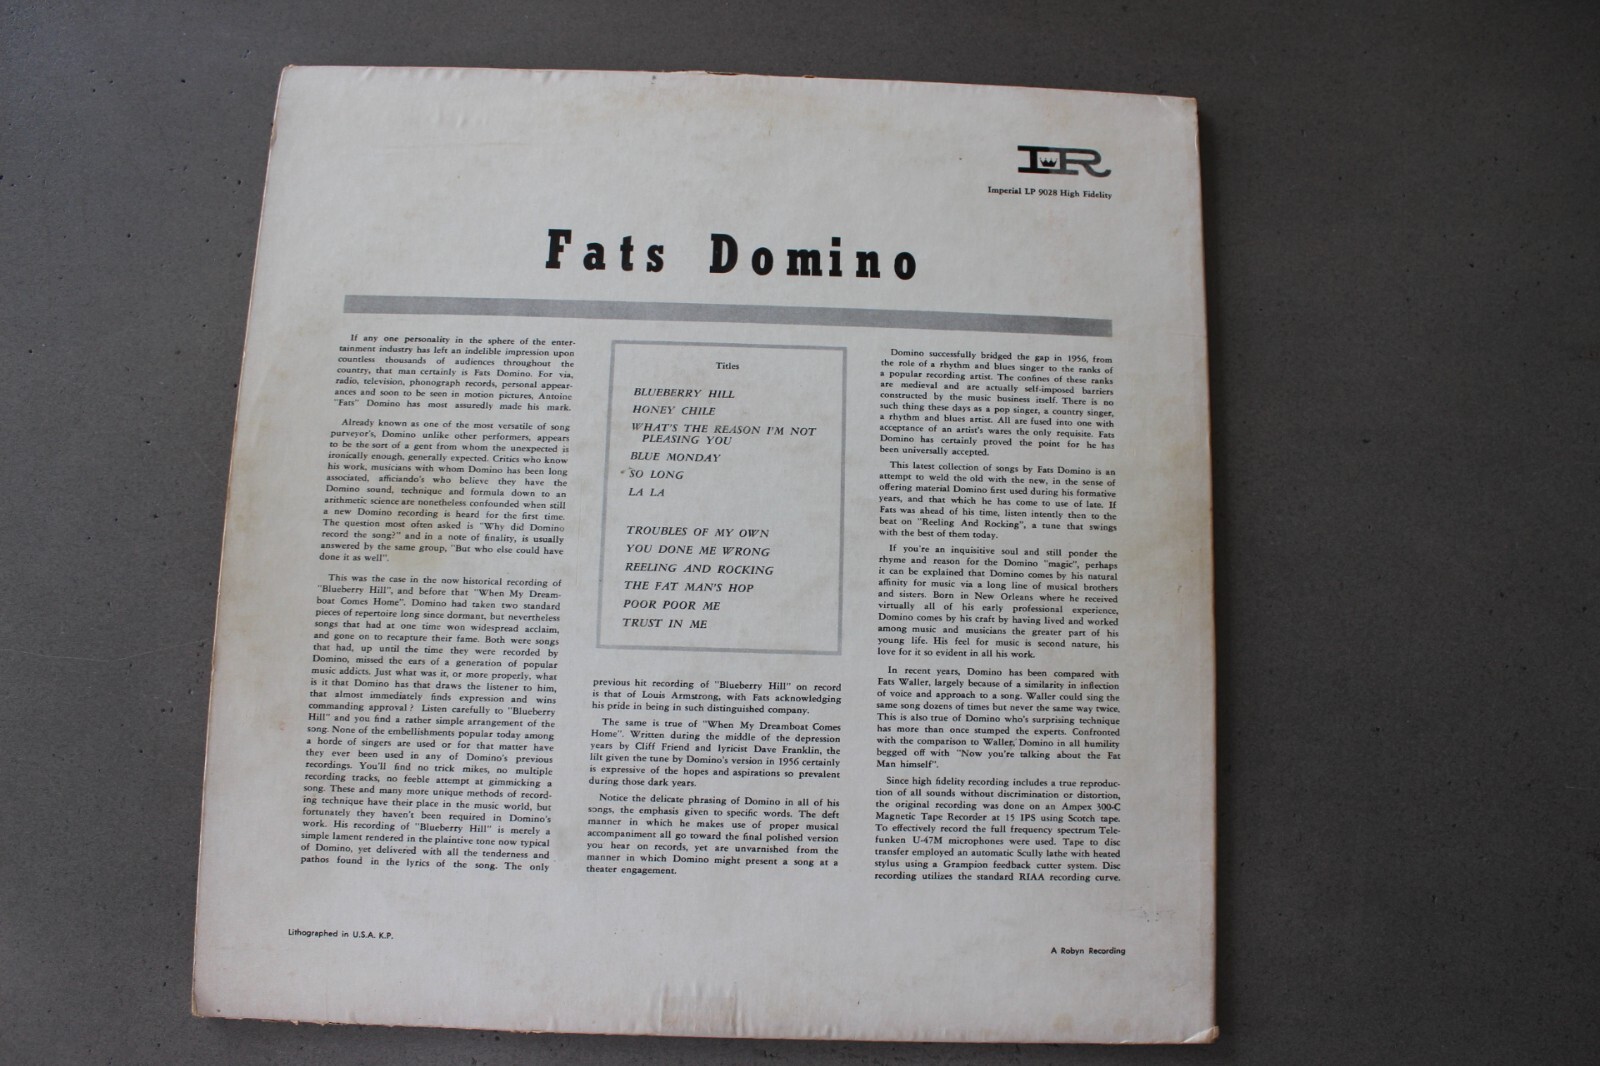 IR
Imperial LP 9028 High Fidelity
Fats Domino
If any one personality in the sphere of the enter-
tainment industry has left an indelible impression upon
countless thousands of audiences throughout the
country, that man certainly is Fats Domino. For via,
radio, television, phonograph records, personal appear-
ances and soon to be seen in motion pictures, Antoine
"Fats" Domino has most assuredly made his mark.
Already known as one of the most versatile of song
purveyor's, Domino unlike other performers, appears
to be the sort of a gent from whom the unexpected is
ironically enough, generally expected. Critics who know
his work, musicians with whom Domino has been long
associated, afficiando's who believe they have the
Domino sound, technique and formula down to an
arithmetic science are nonetheless confounded when still
a new Domino recording is heard for the first time.
The question most often asked is "Why did Domino
record the song?" and in a note of finality, is usually
answered by the same group, "But who else could have
done it as well".
This was the case in the now historical recording of
"Blueberry Hill", and before that "When My Dream-
boat Comes Home". Domino had taken two standard
pieces of repertoire long since dormant, but nevertheless
songs that had at one time won widespread acclaim,
and gone on to recapture their fame. Both were songs
that had, up until the time they were recorded by
Domino, missed the ears of a generation of popular
music addicts. Just what was it, or more properly, what
is it that Domino has that draws the listener to him,
that almost immediately finds expression and wins
commanding approval? Listen carefully to "Blueberry
Hill" and you find a rather simple arrangement of the
song. None of the embellishments popular today among
a horde of singers are used or for that matter have
they ever been used in any of Domino's previous
recordings. You'll find no trick mikes, no multiple
recording tracks, no feeble attempt at gimmicking a
song. These and many more unique methods of record-
ing technique have their place in the music world, but
fortunately they haven't been required in Domino's
work. His recording of "Blueberry Hill" is merely a
simple lament rendered in the plaintive tone now typical
of Domino, yet delivered with all the tenderness and
pathos found in the lyrics of the song. The only
Titles
BLUEBERRY HILL
HONEY CHILE
WHAT'S THE REASON I'M NOT
PLEASING YOU
BLUE MONDAY
SO LONG
LA LA
TROUBLES OF MY OWN
YOU DONE ME WRONG
REELING AND ROCKING
THE FAT MAN'S HOP
POOR POOR ME
TRUST IN ME
previous hit recording of "Blueberry Hill" on record
is that of Louis Armstrong, with Fats acknowledging
his pride in being in such distinguished company.
The same is true of "When My Dreamboat Comes
Home". Written during the middle of the depression
years by Cliff Friend and lyricist Dave Franklin, the
lilt given the tune by Domino's version in 1956 certainly
is expressive of the hopes and aspirations so prevalent
during those dark years.
Notice the delicate phrasing of Domino in all of his
songs, the emphasis given to specific words. The deft
manner in which he makes use of proper musical
accompaniment all go toward the final polished version
you hear on records, yet are unvarnished from the
manner in which Domino might present a song at a
theater engagement.
Domino successfully bridged the gap in 1956, from
the role of a rhythm and blues singer to the ranks of
a popular recording artist. The confines of these ranks
are medieval and are actually self-imposed barriers
constructed by the music business itself. There is no
such thing these days as a pop singer, a country singer,
a rhythm and blues artist. All are fused into one with
acceptance of an artist's wares the only requisite. Fats
Domino has certainly proved the point for he has
been universally accepted.
This latest collection of songs by Fats Domino is an
attempt to weld the old with the new, in the sense of
offering material Domino first used during his formative
years, and that which he has come to use of late. If
Fats was ahead of his time, listen intently then to the
beat on "Reeling And Rocking", a tune that swings
with the best of them today.
If you're an inquisitive soul and still ponder the
rhyme and reason for the Domino "magic", perhaps
it can be explained that Domino comes by his natural
affinity for music via a long line of musical brothers
and sisters. Born in New Orleans where he received
virtually all of his early professional experience,
Domino comes by his craft by having lived and worked
among music and musicians the greater part of his
young life. His feel for music is second nature, his
love for it so evident in all his work.
In recent years, Domino has been compared with
Fats Waller, largely because of a similarity in inflection
of voice and approach to a song. Waller could sing the
same song dozens of times but never the same way twice.
This is also true of Domino who's surprising technique
has more than once stumped the experts. Confronted
with the comparison to Waller, Domino in all humility
begged off with "Now you're talking about the Fat
Man himself".
Since high fidelity recording includes a true reproduc-
tion of all sounds without discrimination or distortion,
the original recording was done on an Ampex 300-C
Magnetic Tape Recorder at 15 IPS using Scotch tape.
To effectively record the full frequency spectrum Tele-
funken U-47M microphones were used. Tape to disc
transfer employed an automatic Scully lathe with heated
stylus using a Grampion feedback cutter system. Disc
recording utilizes the standard RIAA recording curve.
Lithographed in U.S.A. K.P.
A Robyn Recording